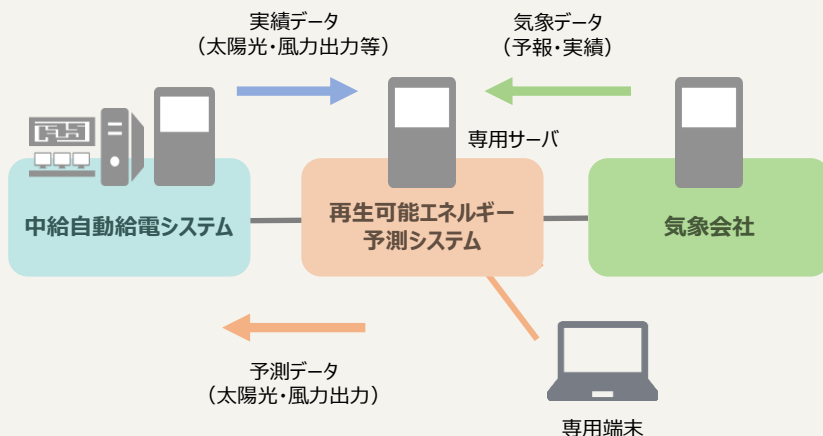 実績データ
（太陽光・風力出力等）
気象データ
（予報・実績）
専用サーバ
中給自動給電システム
再生可能エネルギー
予測システム
気象会社
予測データ
（太陽光・風力出力）
専用端末